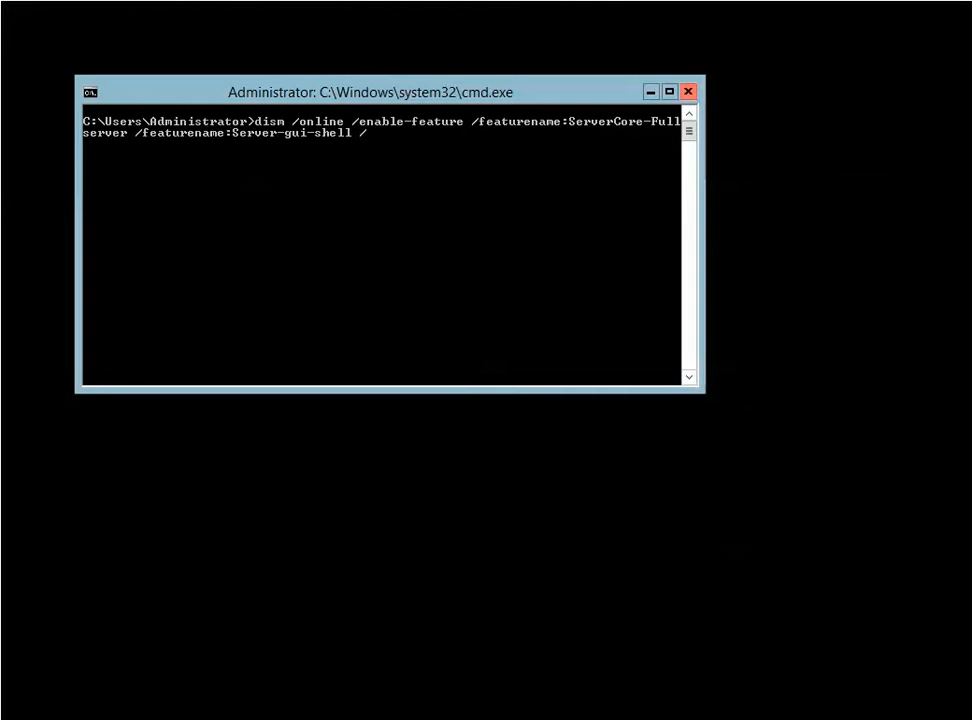 Administrator: C:\Windows\system32\cmd.exe
C:\Users\Administrator>dism /online /enable-feature /featurename:ServerCore-Full
server /featurename:Server-gui-shell /